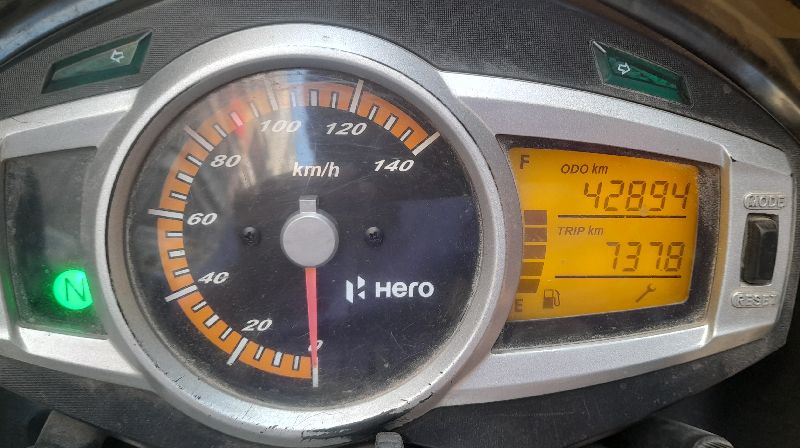 N
0
20
40
60
80
100
120
140
km/h
Hero
F
ODO km
42894
TRIP km
737.8
E
MODE
RESET